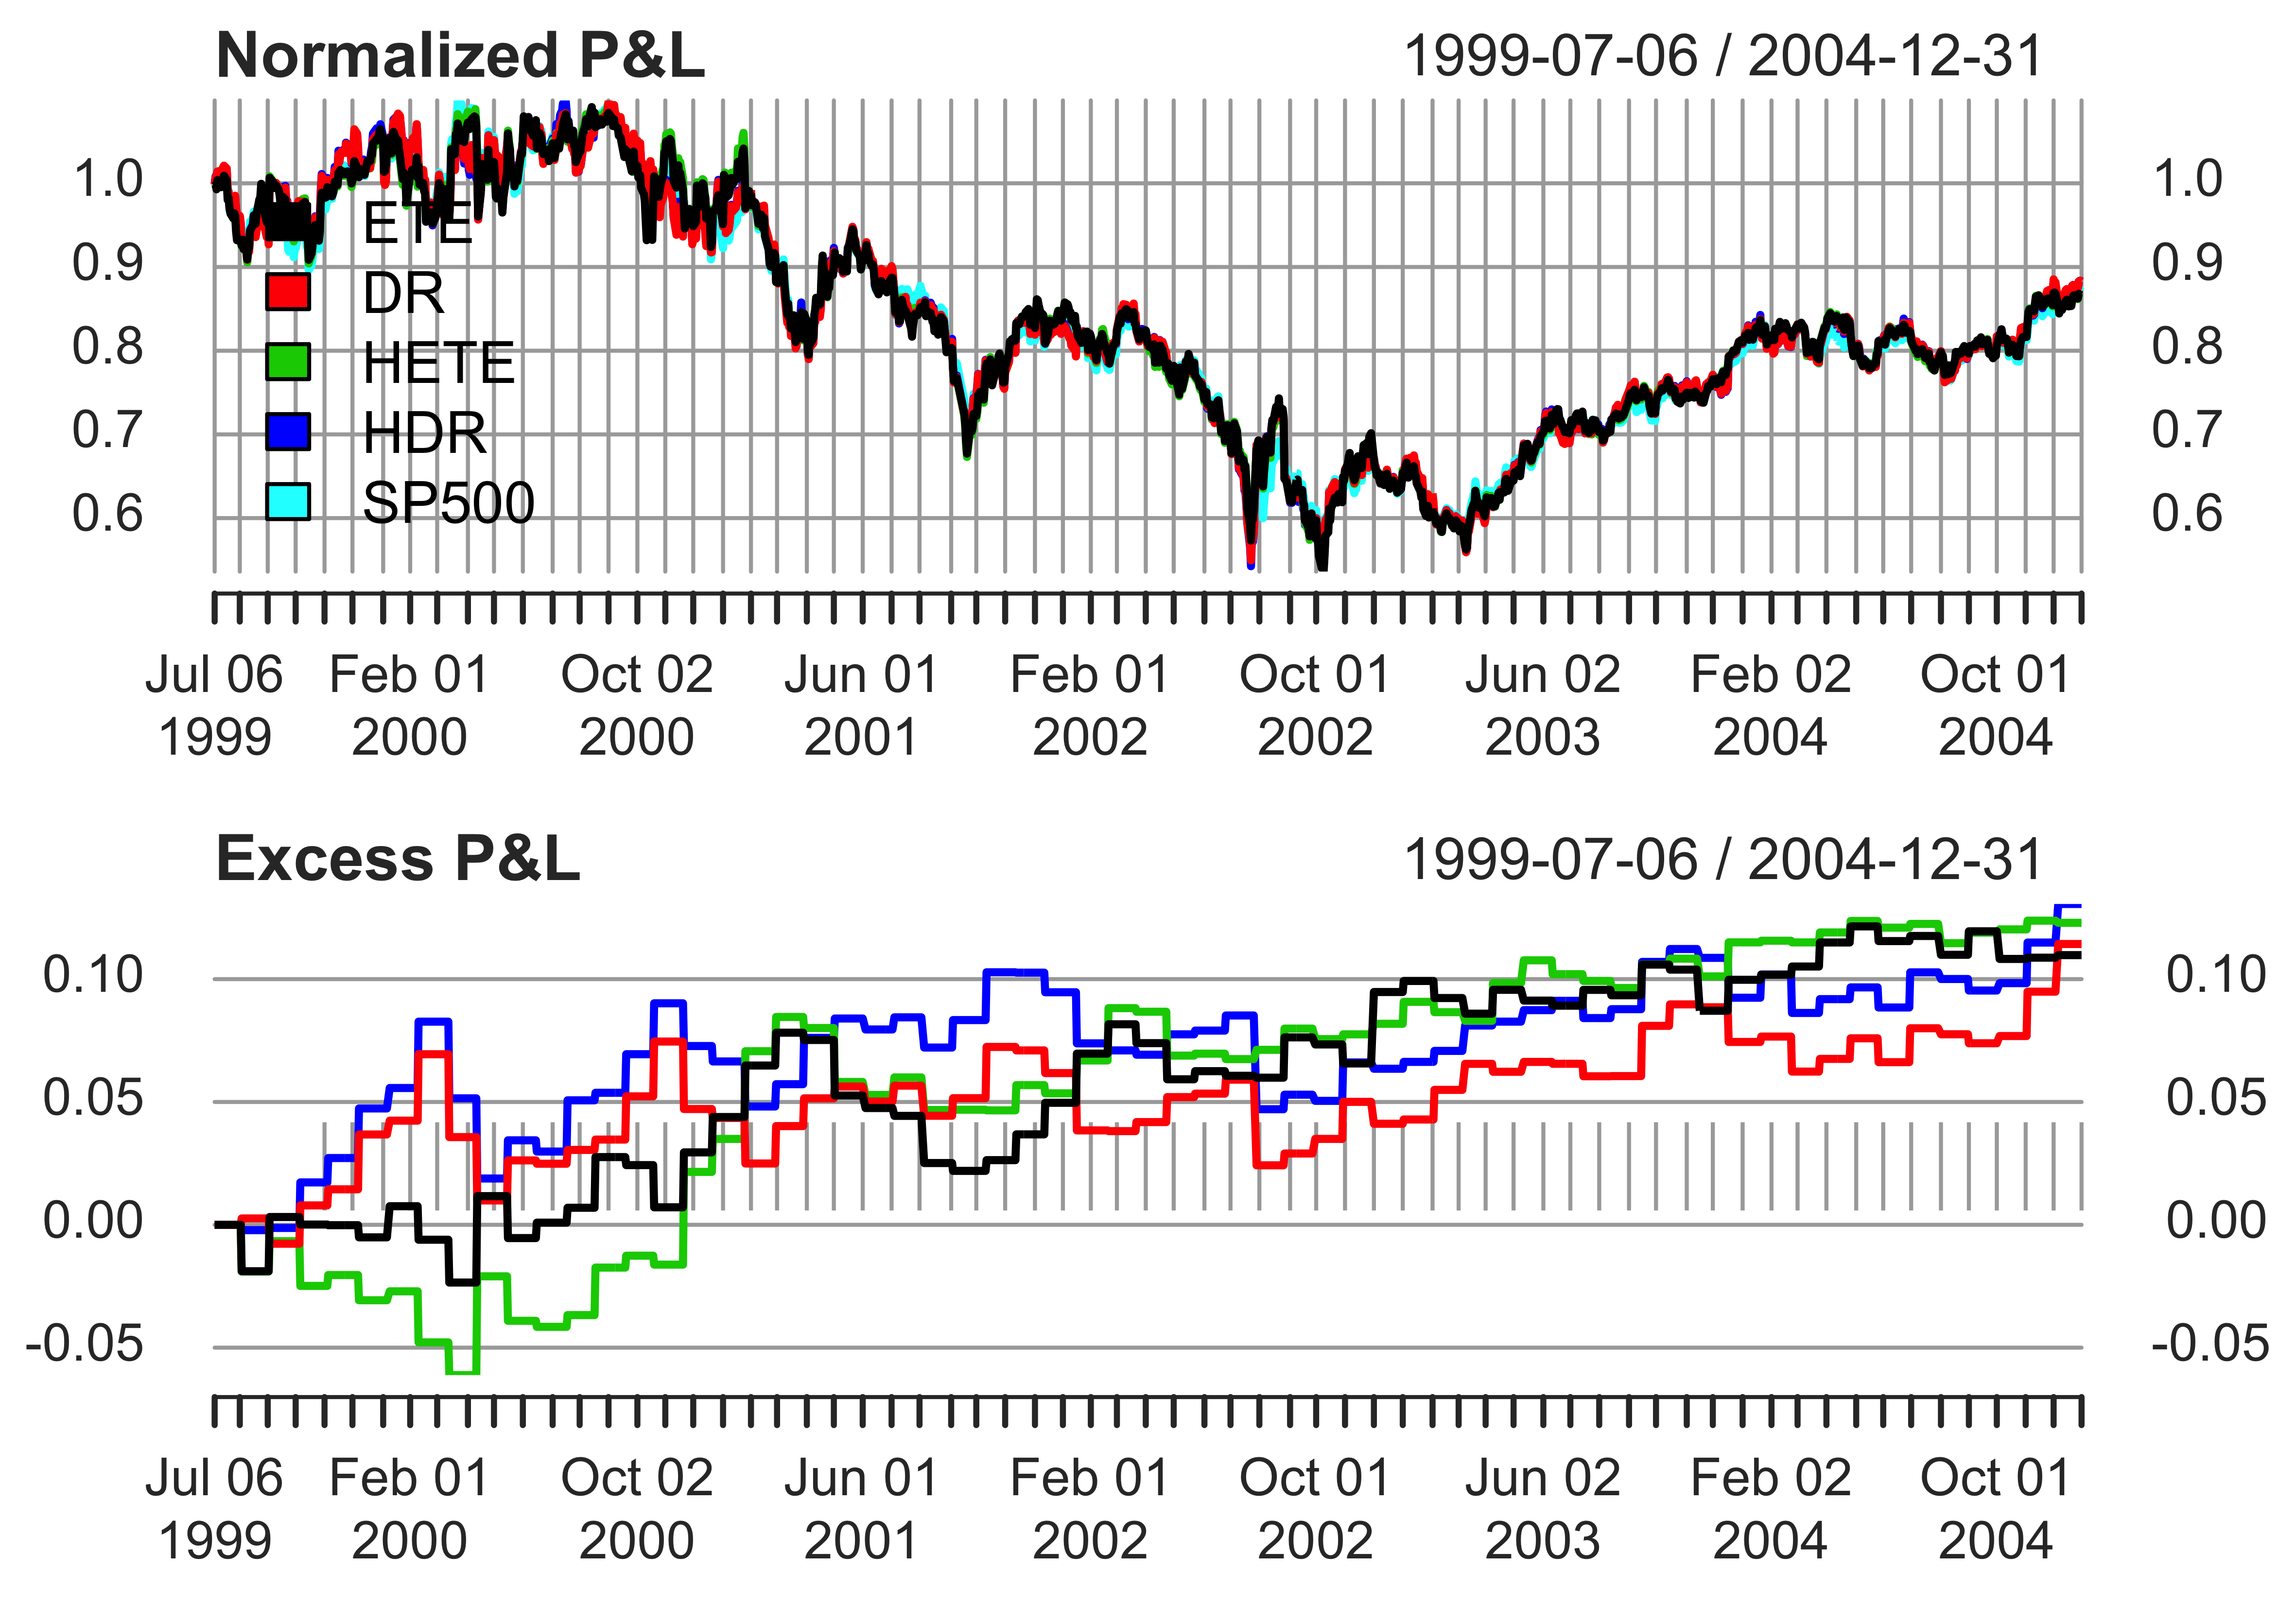 Normalized P&L 1999-07-06 / 2004-12-31
1.0 1.0
ETE
0.9 0.9
DR
0.8 0.8
HETE
0.7 0.7
HDR
0.6 0.6
SP500
Jul 06 Feb 01 Oct 02 Jun 01 Feb 01 Oct 01 Jun 02 Feb 02 Oct 01
1999 2000 2000 2001 2002 2002 2003 2004 2004
Excess P&L 1999-07-06 / 2004-12-31
0.10 0.10
0.05 0.05
0.00 0.00
-0.05 -0.05
Jul 06 Feb 01 Oct 02 Jun 01 Feb 01 Oct 01 Jun 02 Feb 02 Oct 01
1999 2000 2000 2001 2002 2002 2003 2004 2004